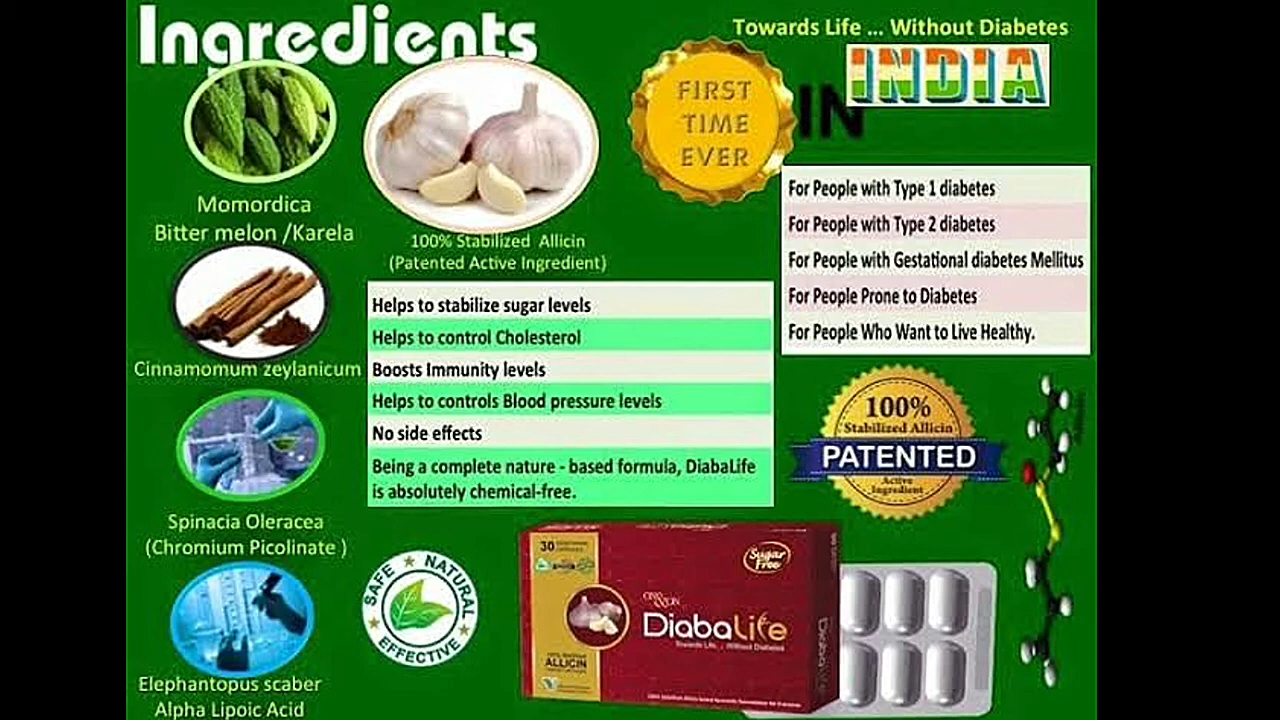 Ingredients
Momordica
Bitter melon /Karela
Cinnamomum zeylanicum
Spinacia Oleracea
(Chromium Picolinate )
Elephantopus scaber
Alpha Lipoic Acid
100% Stabilized Allicin
(Patented Active Ingredient)
Helps to stabilize sugar levels
Helps to control Cholesterol
Boosts Immunity levels
Helps to controls Blood pressure levels
No side effects
Being a complete nature - based formula, DiabaLife
is absolutely chemical-free.
SAFE ★ NATURAL
EFFECTIVE
Towards Life ... Without Diabetes
FIRST
TIME
EVER
IN
INDIA
For People with Type 1 diabetes
For People with Type 2 diabetes
For People with Gestational diabetes Mellitus
For People Prone to Diabetes
For People Who Want to Live Healthy.
100%
Stabilized Allicin
PATENTED
Active
Ingredient
30
Sugar
Free
DiabaLife
Towards Life... Without Diabetes
ALLICIN
DiabaLife